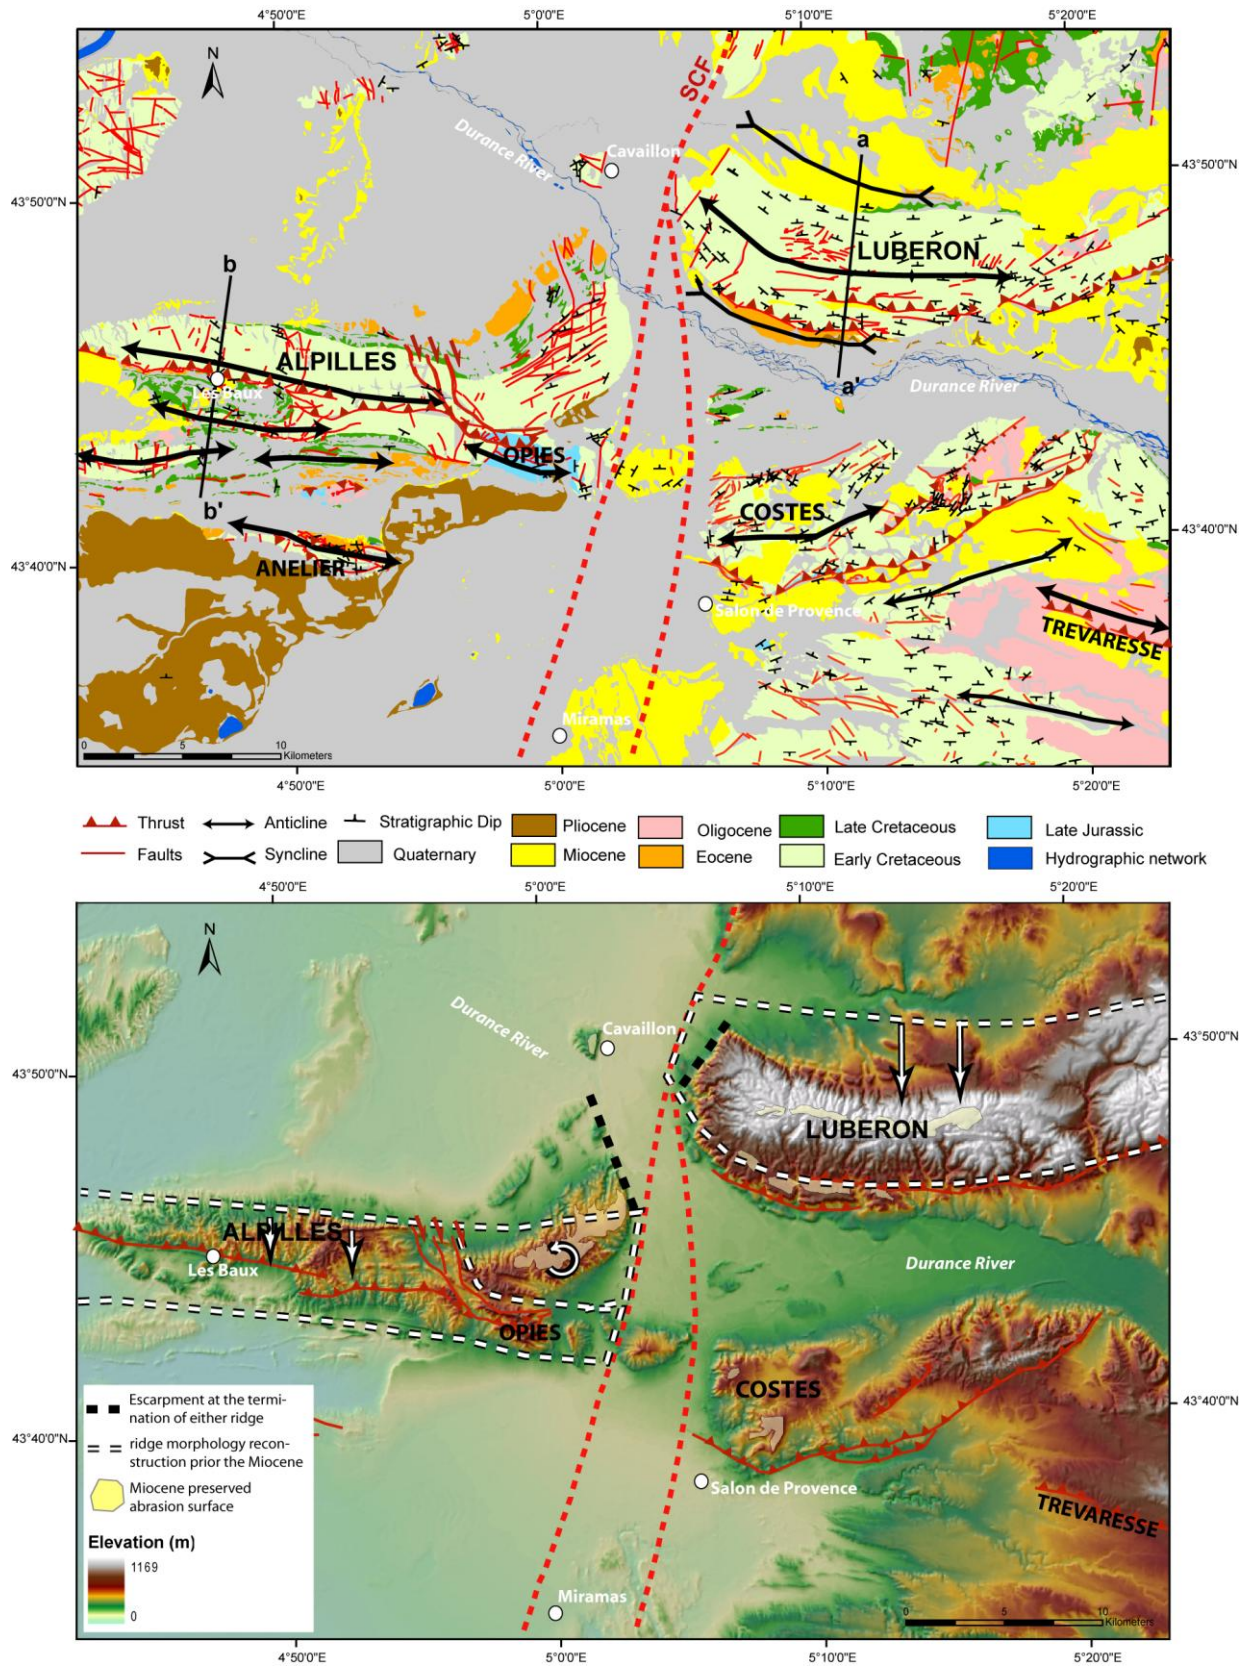 4°50'0"E 5°0'0"E 5°10'0"E 5°20'0"E
N
SCF
Durance River
Cavaillon
a
43°50'0"N
43°50'0"N
LUBERON
b
ALPILLES
Les Baux
a'
Durance River
OPIES
COSTES
b'
43°40'0"N
ANELIER
43°40'0"N
Salon de Provence
TREVARESSE
Miramas
0 5 10
Kilometers
4°50'0"E 5°0'0"E 5°10'0"E 5°20'0"E
Thrust Anticline Stratigraphic Dip Pliocene Oligocene Late Cretaceous Late Jurassic
Faults Syncline Quaternary Miocene Eocene Early Cretaceous Hydrographic network
4°50'0"E 5°0'0"E 5°10'0"E 5°20'0"E
N
Durance River
Cavaillon
43°50'0"N
43°50'0"N
LUBERON
ALPILLES
Les Baux
Durance River
OPIES
COSTES
43°40'0"N
43°40'0"N
Salon de Provence
TREVARESSE
Escarpment at the termi-
nation of either ridge
ridge morphology recon-
struction prior the Miocene
Miocene preserved
abrasion surface
Elevation (m)
1169
0
Miramas
0 5 10
Kilometers
4°50'0"E 5°0'0"E 5°10'0"E 5°20'0"E